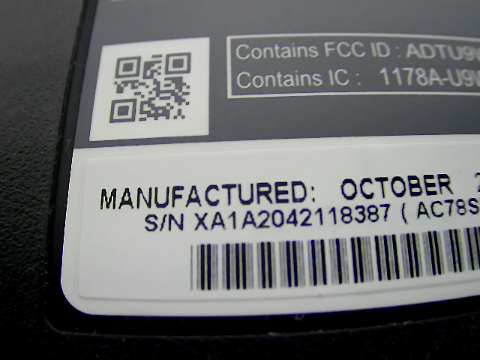 Contains FCC ID : ADTU9
Contains IC : 1178A-U9
MANUFACTURED: OCTOBER 2
S/N XA1A2042118387 ( AC78S